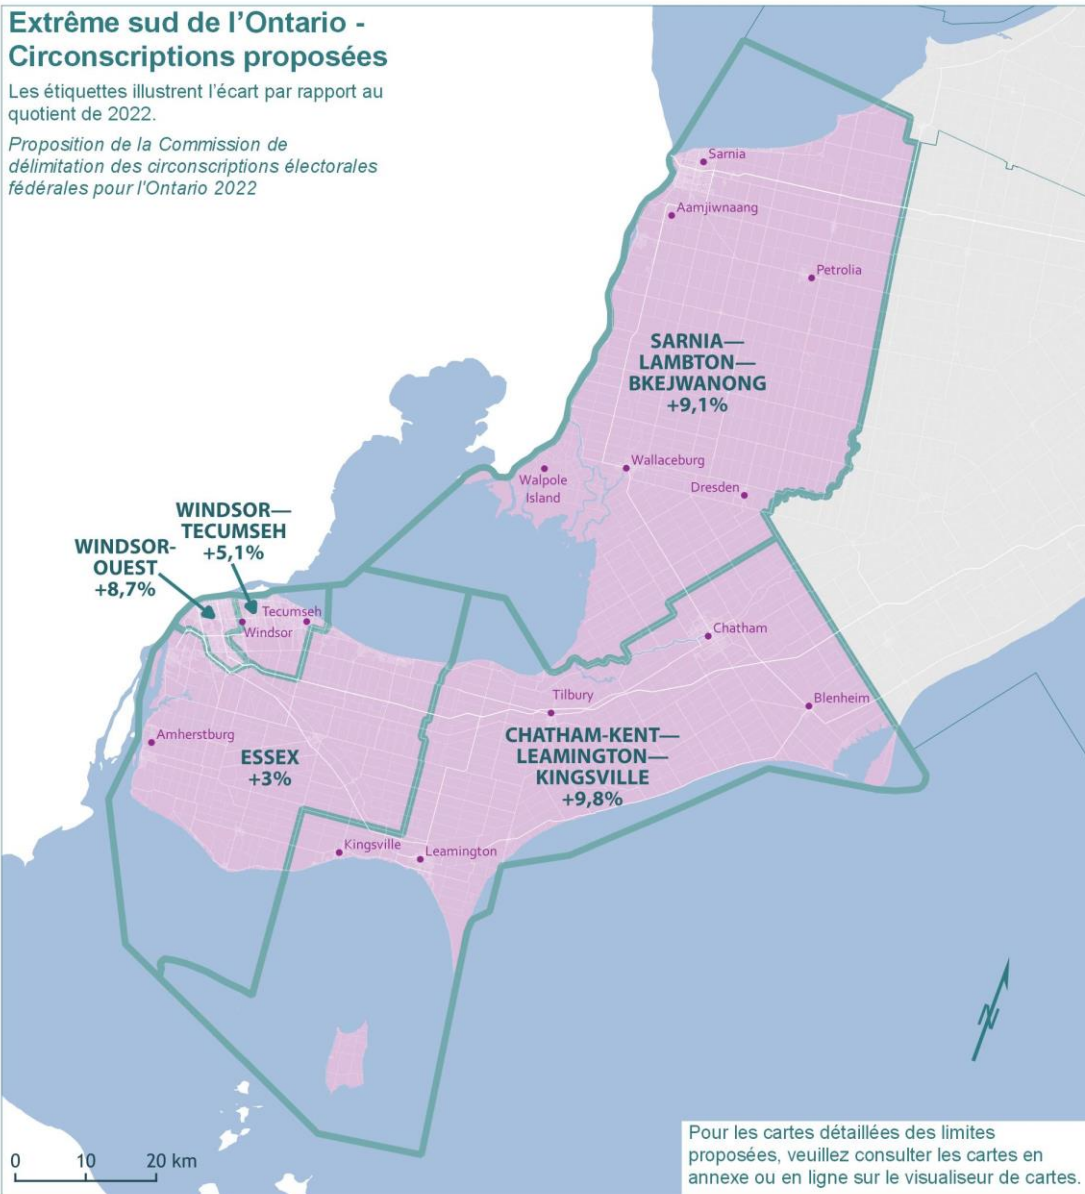 Extrême sud de l'Ontario -
Circonscriptions proposées
Les étiquettes illustrent l'écart par rapport au
quotient de 2022.
Proposition de la Commission de
délimitation des circonscriptions électorales
fédérales pour l'Ontario 2022
Sarnia
Aamjiwnaang
Petrolia
SARNIA—
LAMBTON—
BKEJWANONG
+9,1%
Wallaceburg
Walpole
Island
Dresden
WINDSOR—
TECUMSEH
+5,1%
WINDSOR-
OUEST
+8,7%
Tecumseh
Windsor
Chatham
Tilbury
Blenheim
Amherstburg
ESSEX
+3%
CHATHAM-KENT—
LEAMINGTON—
KINGSVILLE
+9,8%
Kingsville
Leamington
N
0 10 20 km
Pour les cartes détaillées des limites
proposées, veuillez consulter les cartes en
annexe ou en ligne sur le visualiseur de cartes.